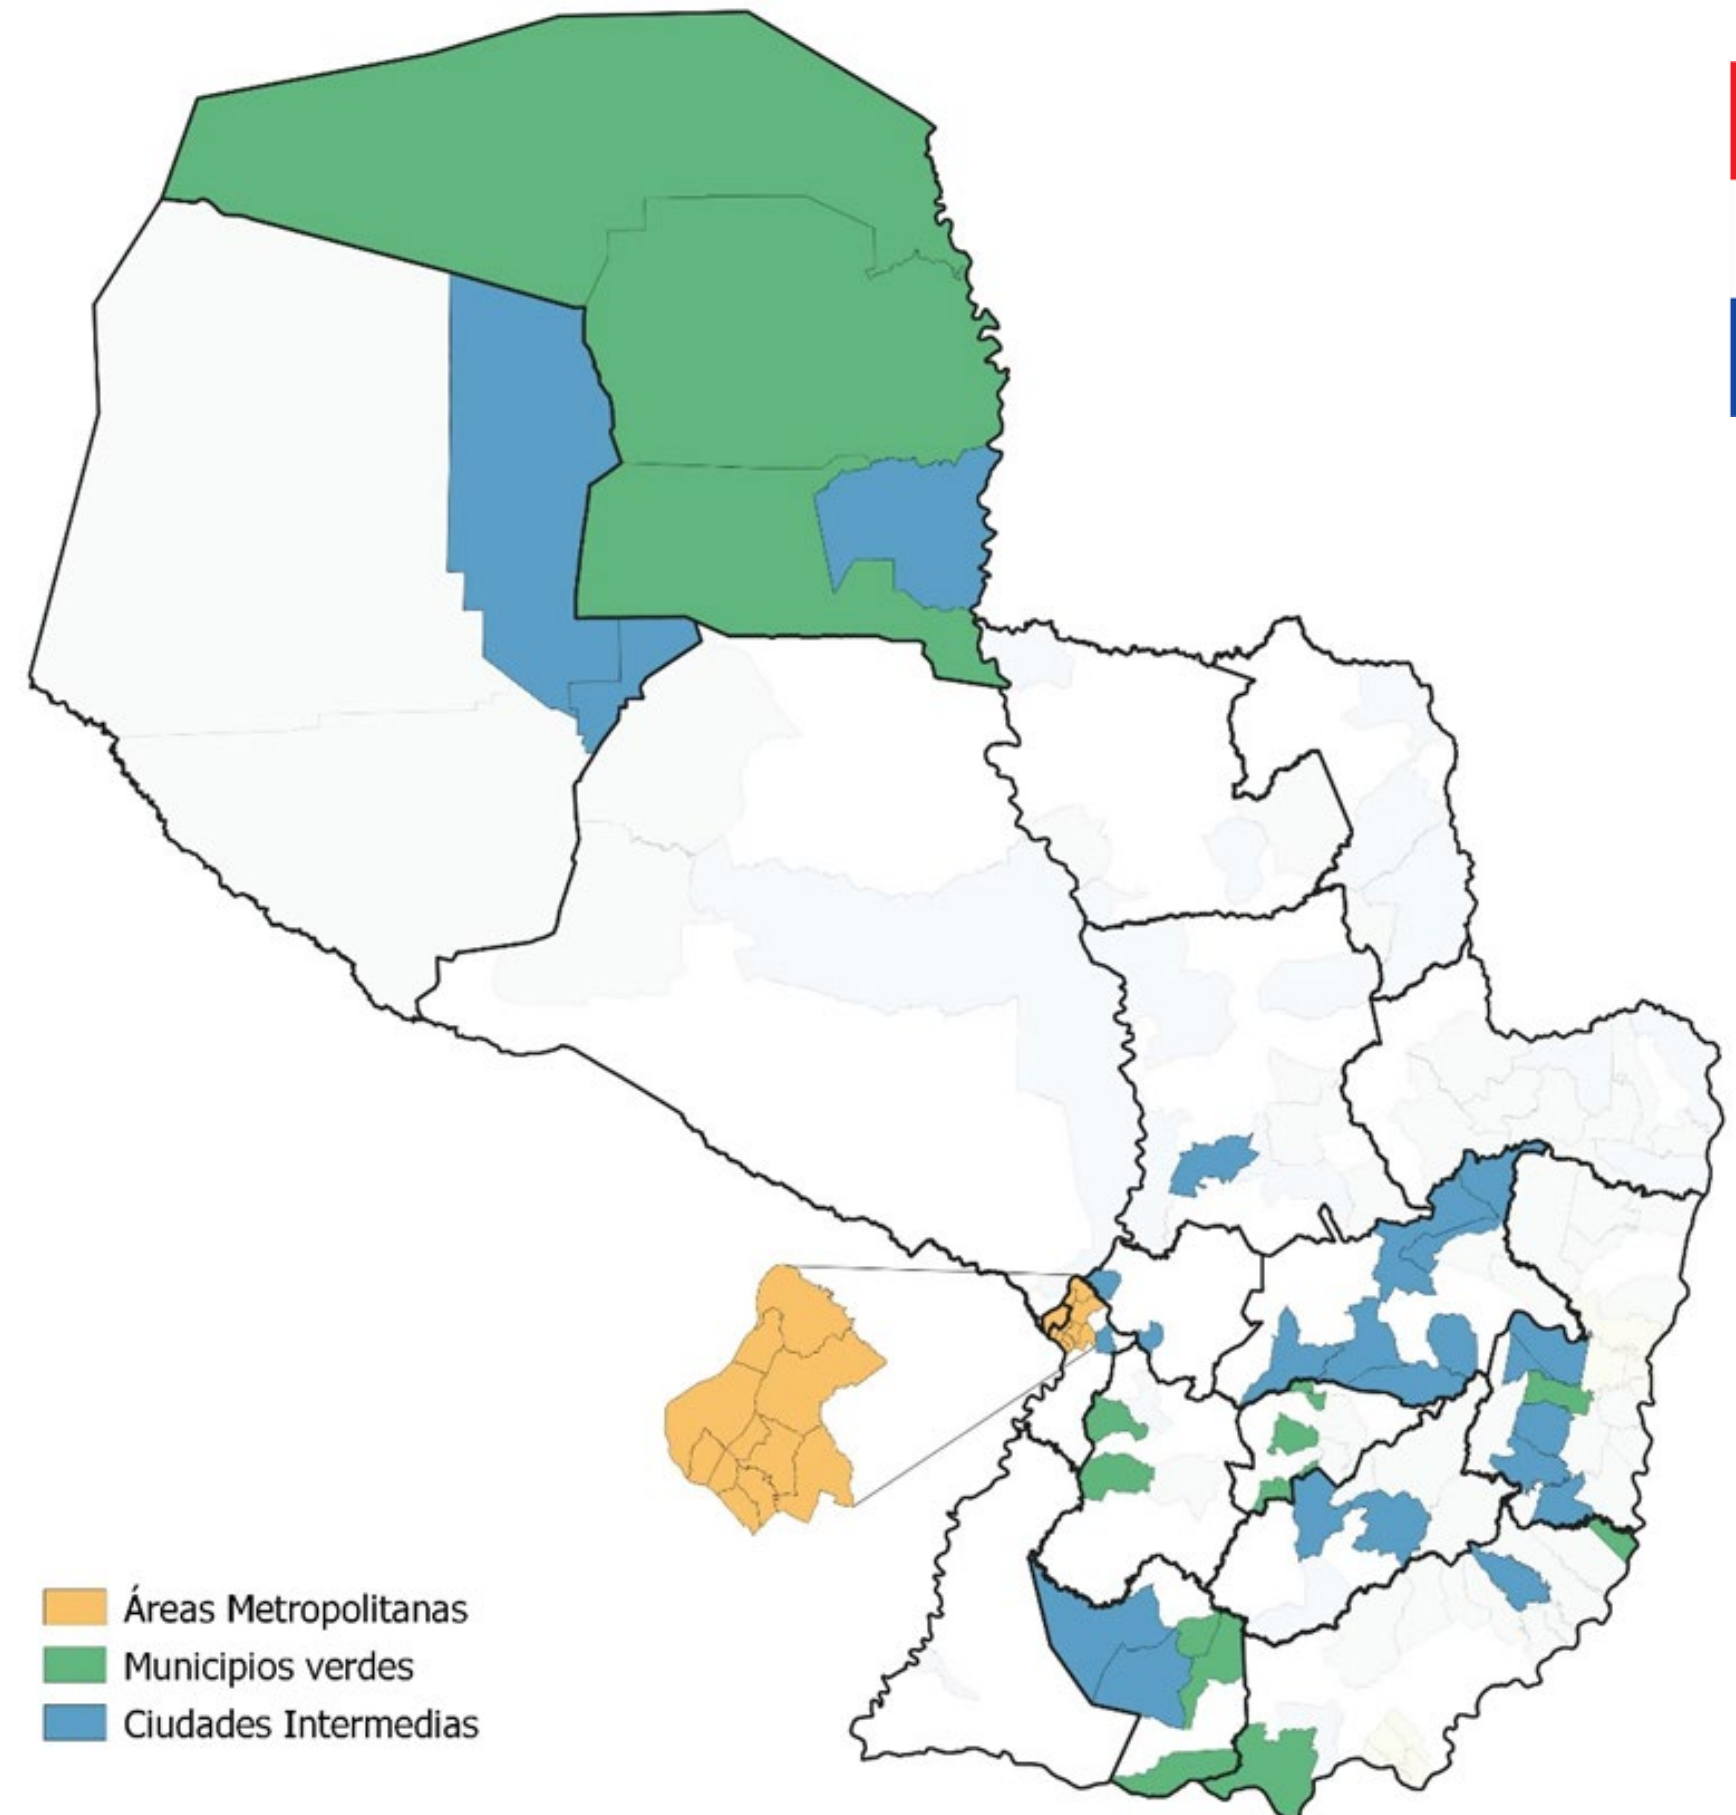 Áreas Metropolitanas
Municipios verdes
Ciudades Intermedias